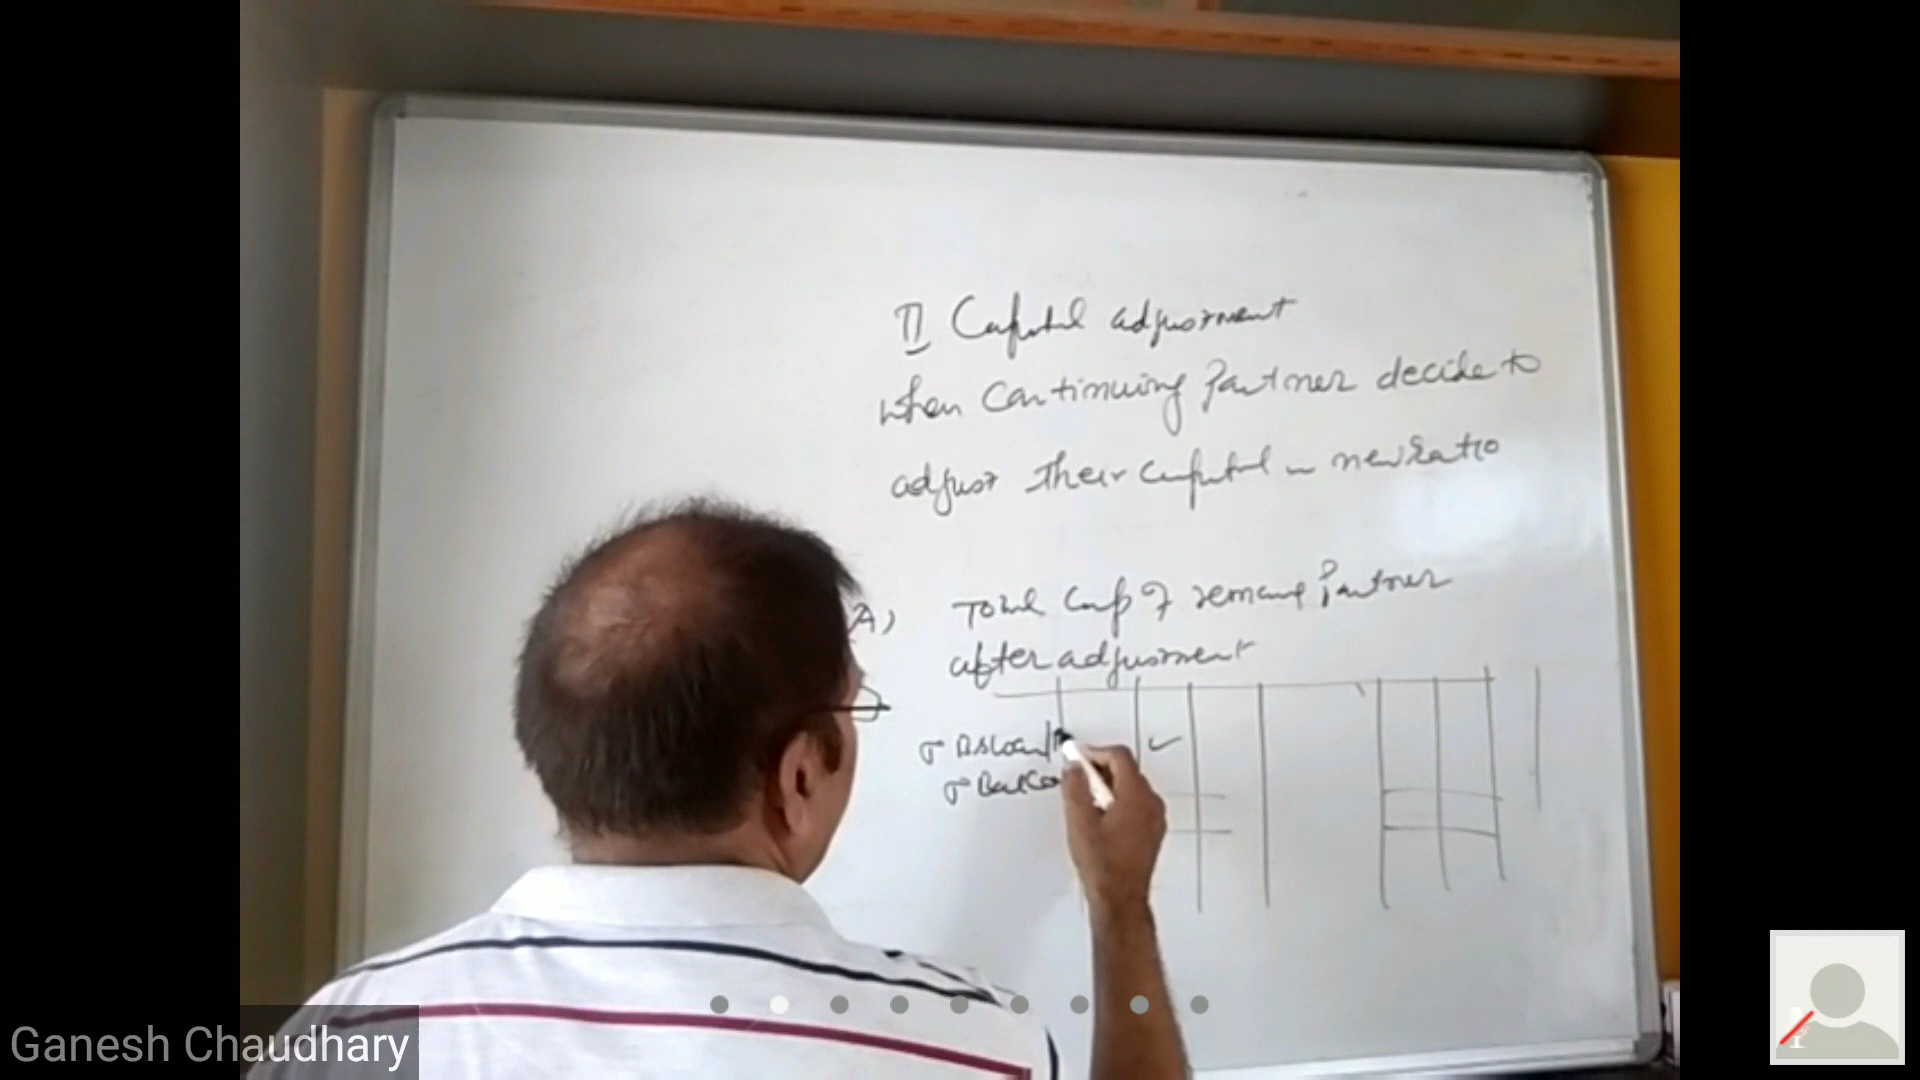 II Capital adjustment
When Continuing Partner decide to
adjust their capital in new Ratio
A) Total Cap of Partner
after adjustment
Ganesh Chaudhary